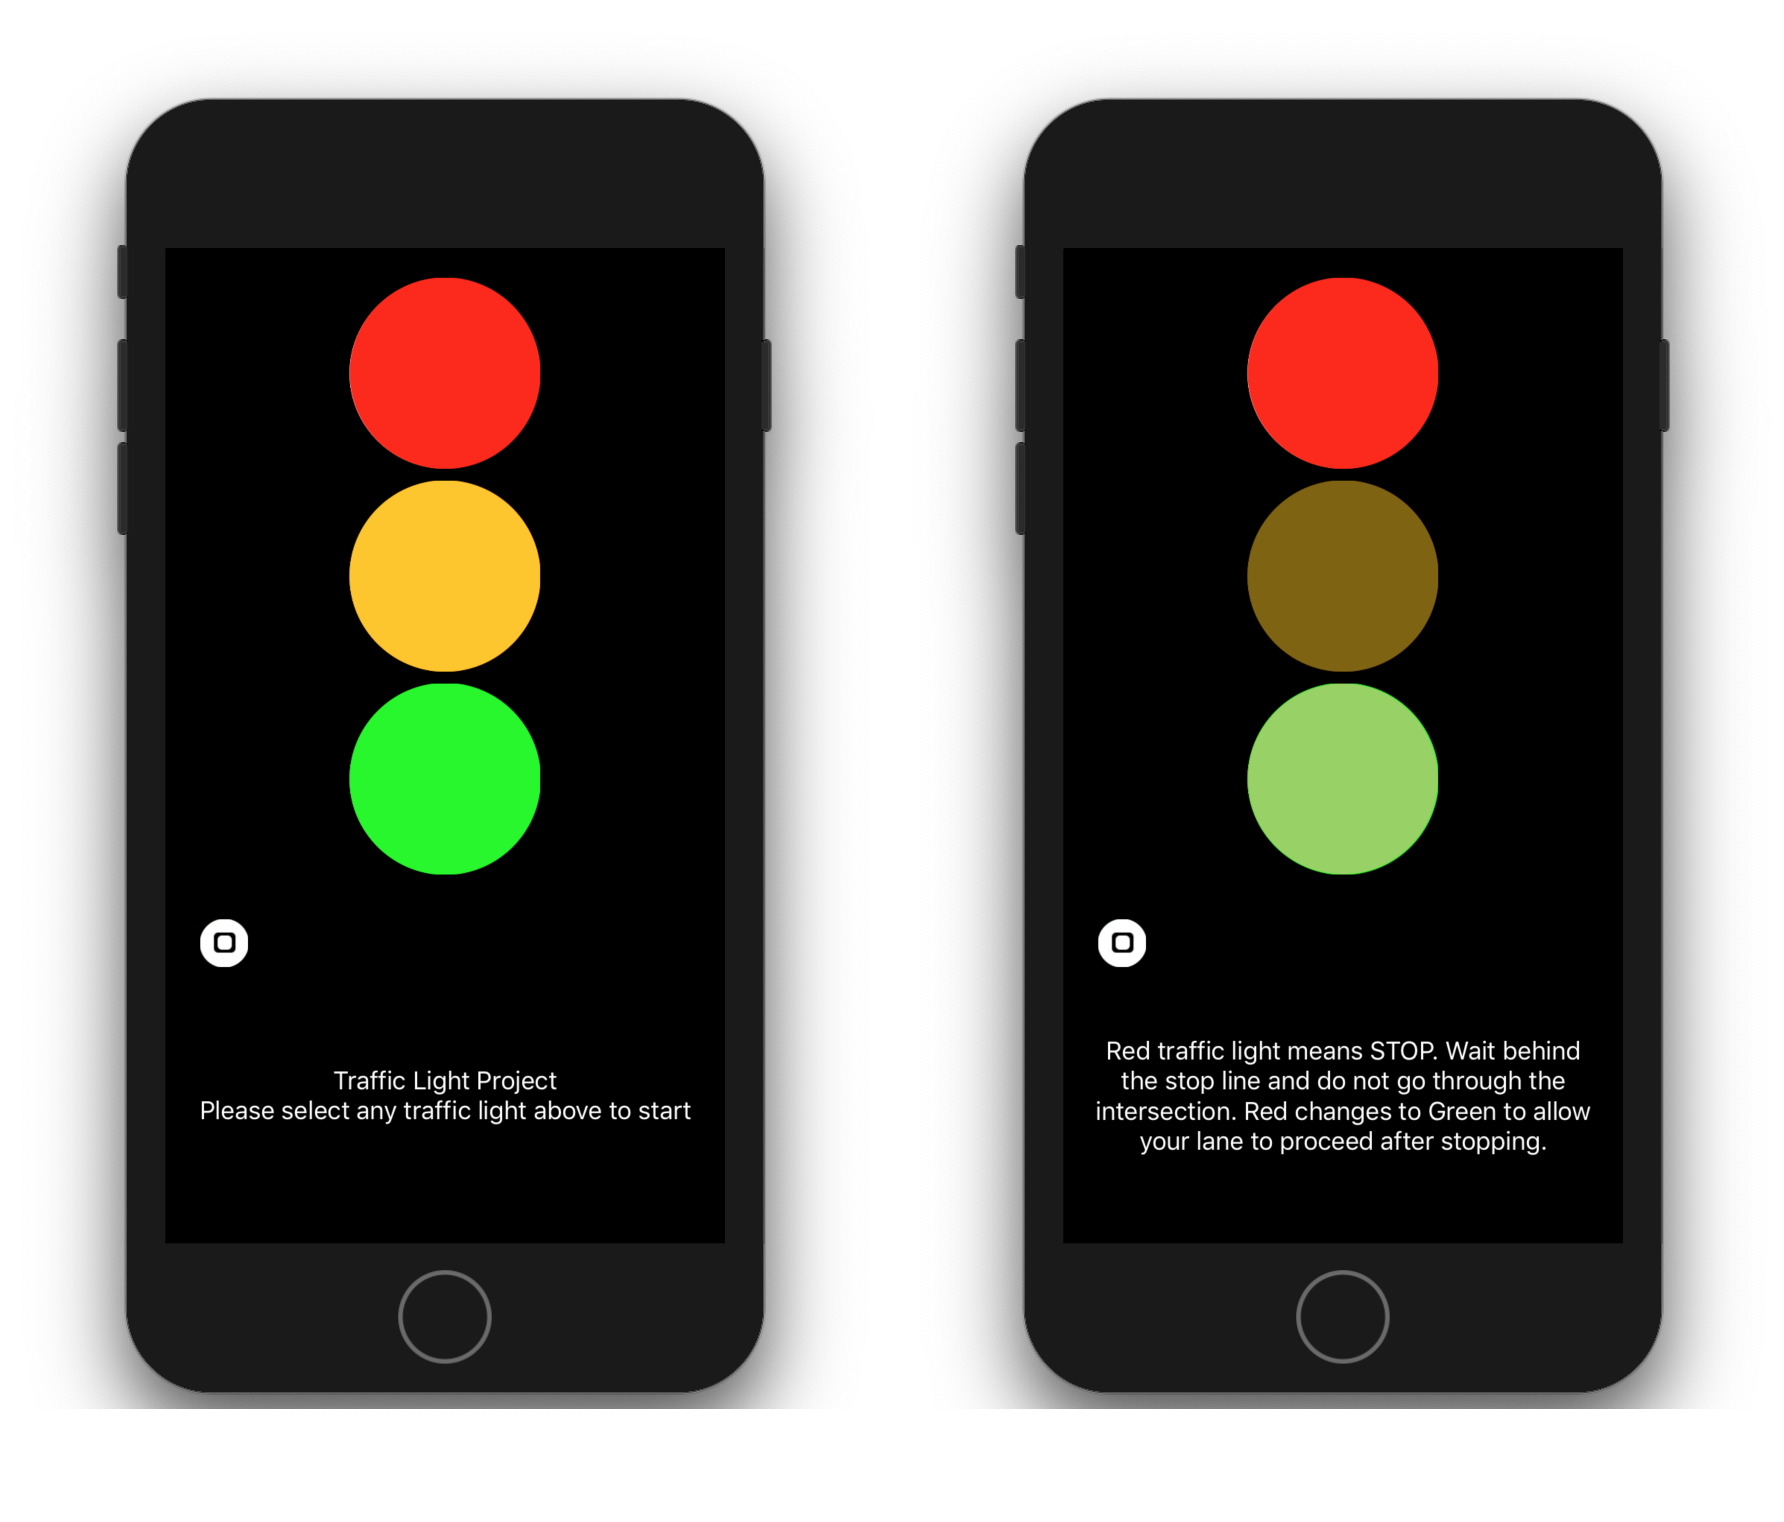 Traffic Light Project
Please select any traffic light above to start
Red traffic light means STOP. Wait behind
the stop line and do not go through the
intersection. Red changes to Green to allow
your lane to proceed after stopping.